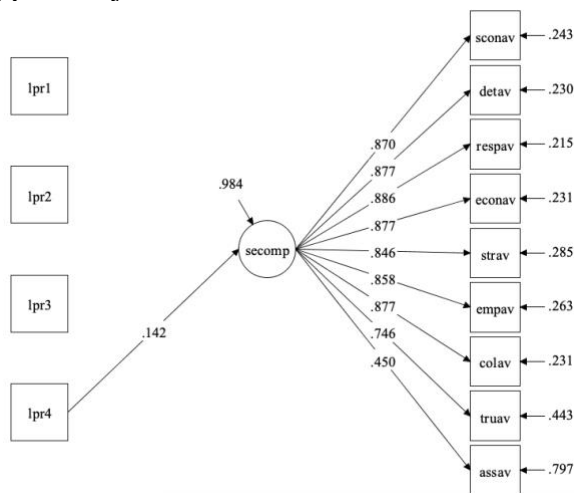 sconav
.243
lpr1
detav
.230
.870
respav
.215
.877
lpr2
.984
.886
econav
.231
.877
secomp
.846
strav
.285
.858
lpr3
empav
.263
.142
.877
.746
colav
.231
.450
lpr4
truav
.443
assav
.797